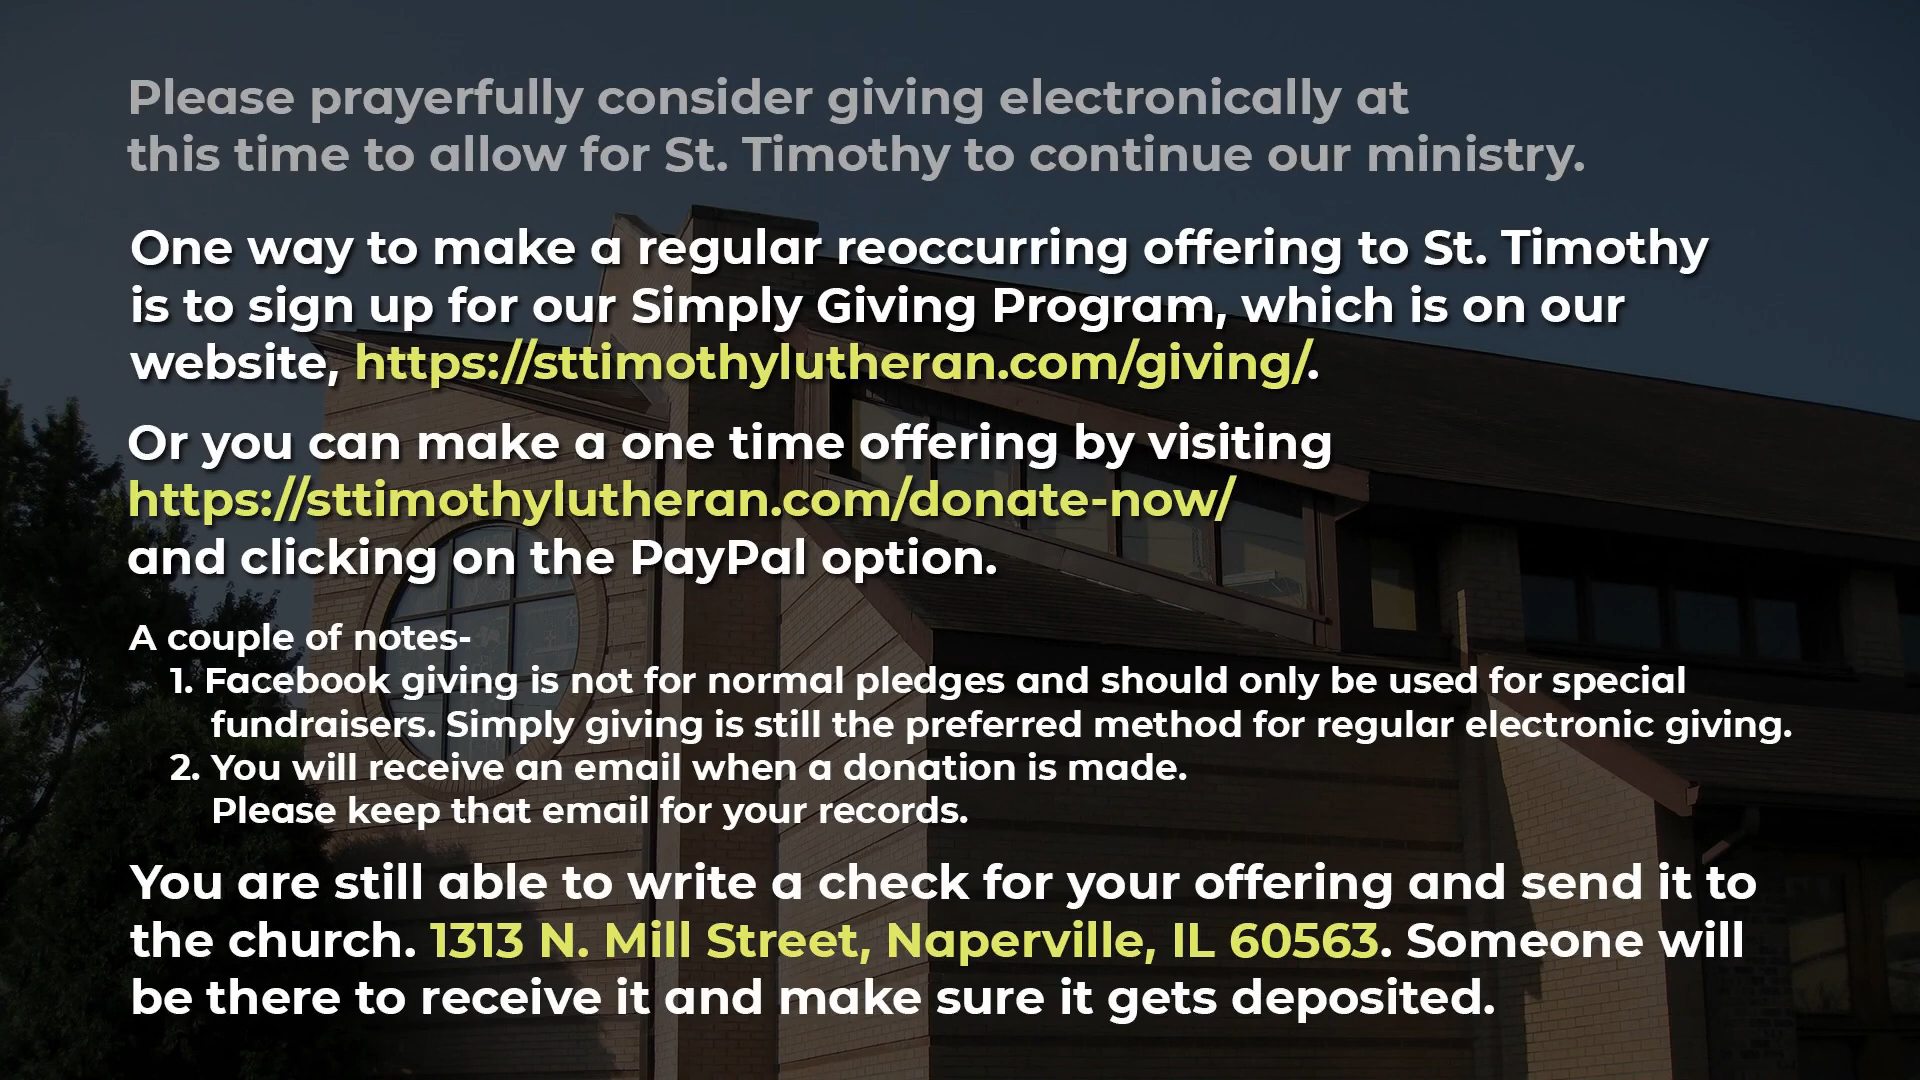 Please prayerfully consider giving electronically at
this time to allow for St. Timothy to continue our ministry.
One way to make a regular reoccurring offering to St. Timothy
is to sign up for our Simply Giving Program, which is on our
website, https://sttimothylutheran.com/giving/.
Or you can make a one time offering by visiting
https://sttimothylutheran.com/donate-now/
and clicking on the PayPal option.
A couple of notes-
1. Facebook giving is not for normal pledges and should only be used for special
fundraisers. Simply giving is still the preferred method for regular electronic giving.
2. You will receive an email when a donation is made.
Please keep that email for your records.
You are still able to write a check for your offering and send it to
the church. 1313 N. Mill Street, Naperville, IL 60563. Someone will
be there to receive it and make sure it gets deposited.